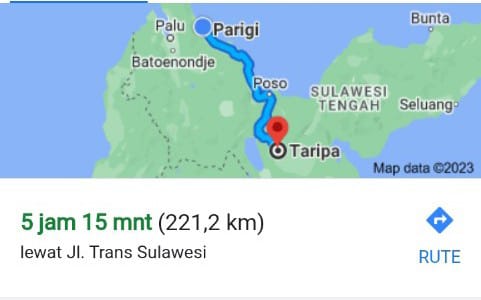 Palu
Parigi
Bunta
Batoenondje
Poso
SULAWESI
TENGAH
Seluang
Taripa
Map data ©2023
5 jam 15 mnt (221,2 km)
lewat Jl. Trans Sulawesi
RUTE